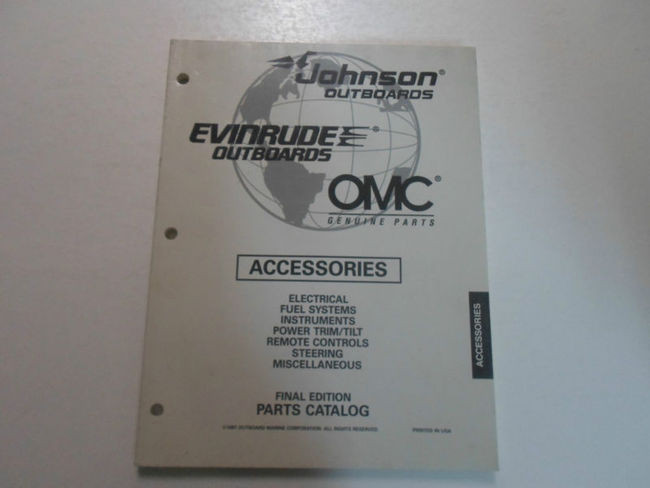 Johnson®
OUTBOARDS
EVINRUDE®
OUTBOARDS
OMC®
GENUINE PARTS
ACCESSORIES
ELECTRICAL
FUEL SYSTEMS
INSTRUMENTS
POWER TRIM/TILT
REMOTE CONTROLS
STEERING
MISCELLANEOUS
ACCESSORIES
FINAL EDITION
PARTS CATALOG
OUTBOARD MARINE CORPORATION. ALL RIGHTS RESERVED. PRINTED IN USA